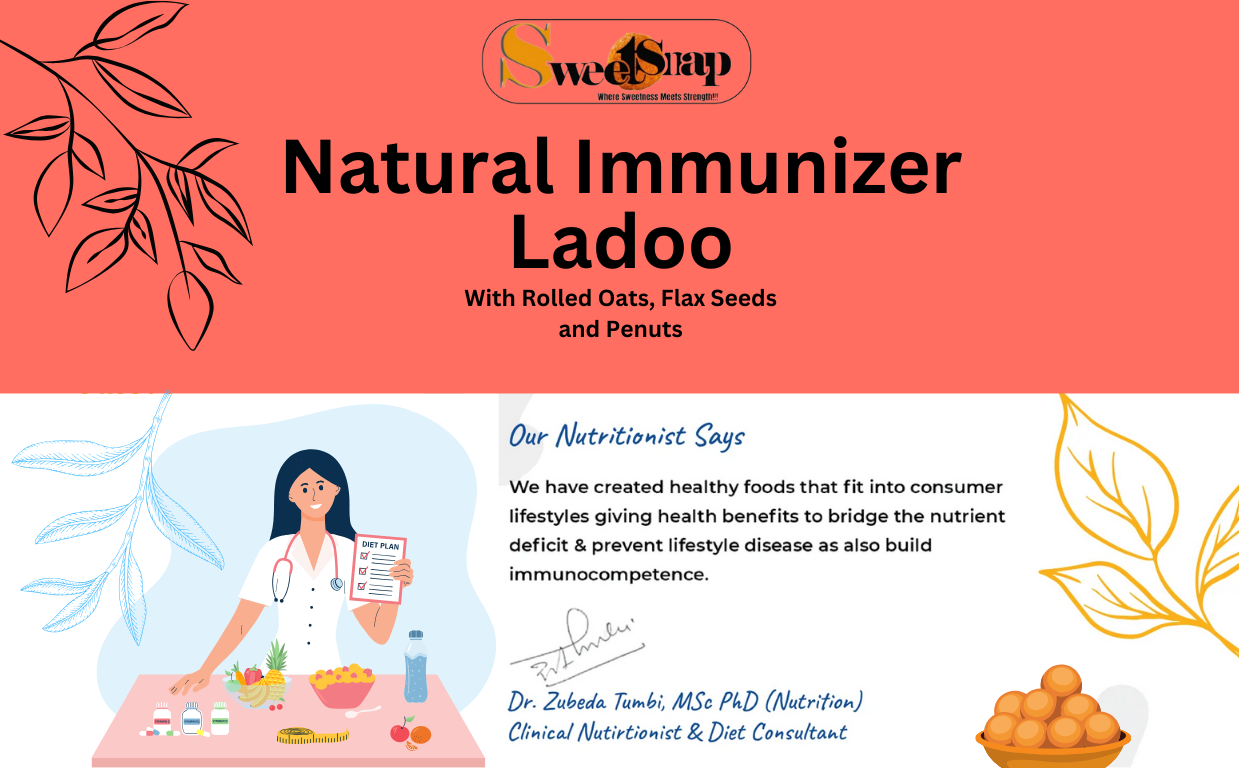 SweetSnap
Where Sweetness Meets Strength!!!
Natural Immunizer
Ladoo
With Rolled Oats, Flax Seeds
and Penuts
Our Nutritionist Says
We have created healthy foods that fit into consumer
lifestyles giving health benefits to bridge the nutrient
deficit & prevent lifestyle disease as also build
immunocompetence.
DIET PLAN
Dr. Zubeda Tumbi, MSc PhD (Nutrition)
Clinical Nutirtionist & Diet Consultant